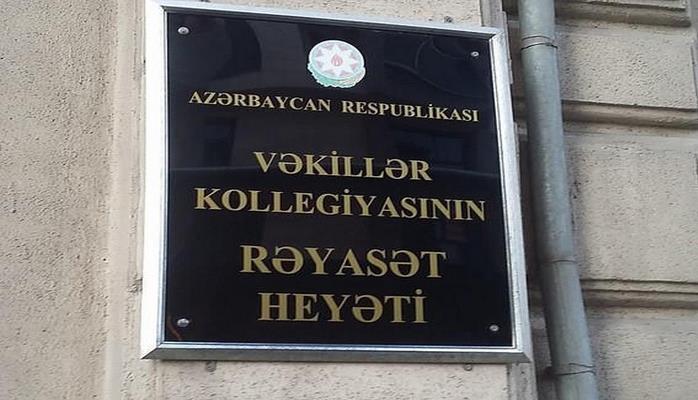 AZƏRBAYCAN RESPUBLİKASI
VƏKİLLƏR
KOLLEGİYASININ
RƏYASƏT
HEYƏTİ